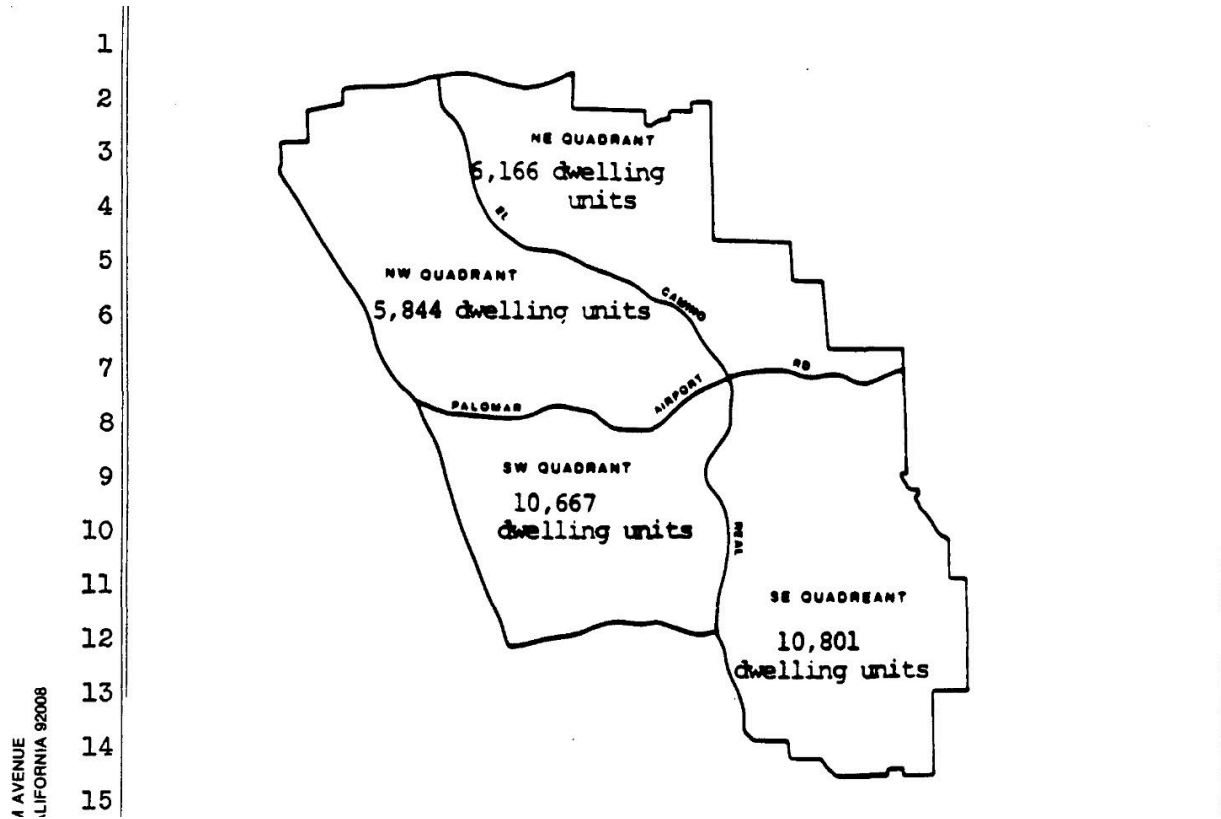 1
2
3
4
5
6
7
8
9
10
11
12
13
14
15
NE QUADRANT
6,166 dwelling
units
EL
NW QUADRANT
5,844 dwelling units
CAMINO
RD
AIRPORT
PALOMAR
SW QUADRANT
10,667
dwelling units
REAL
SE QUADREANT
10,801
dwelling units
AVENUE
92008